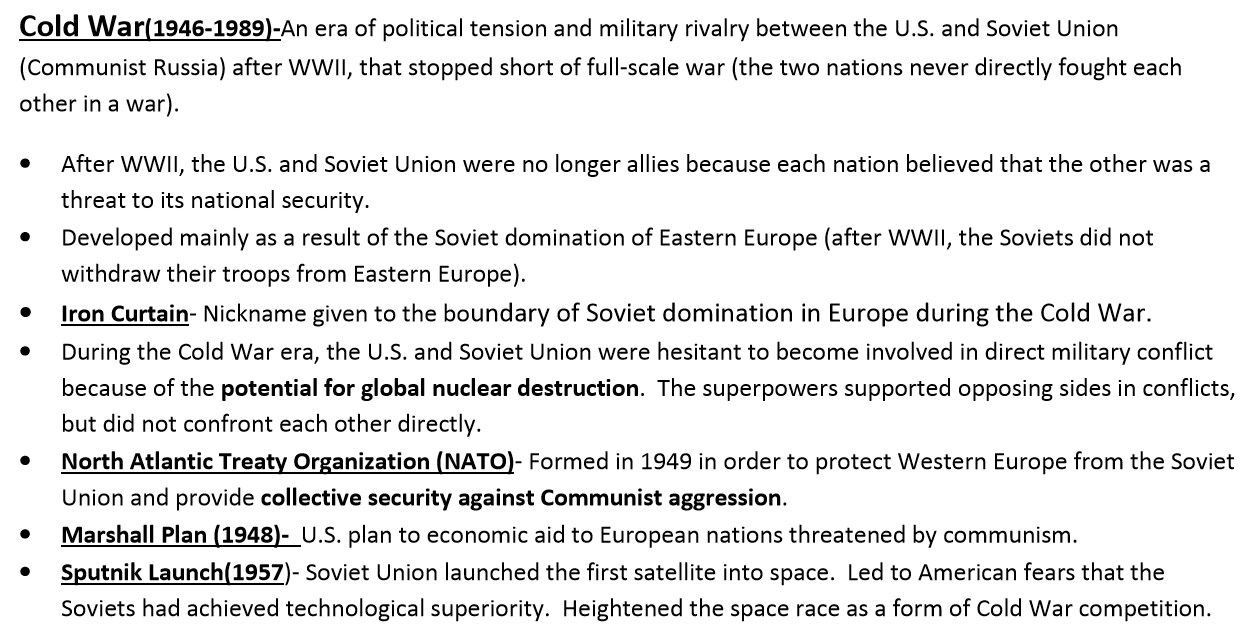 Cold War(1946-1989)-An era of political tension and military rivalry between the U.S. and Soviet Union
(Communist Russia) after WWII, that stopped short of full-scale war (the two nations never directly fought each
other in a war).
• After WWII, the U.S. and Soviet Union were no longer allies because each nation believed that the other was a
threat to its national security.
• Developed mainly as a result of the Soviet domination of Eastern Europe (after WWII, the Soviets did not
withdraw their troops from Eastern Europe).
• Iron Curtain- Nickname given to the boundary of Soviet domination in Europe during the Cold War.
• During the Cold War era, the U.S. and Soviet Union were hesitant to become involved in direct military conflict
because of the potential for global nuclear destruction.  The superpowers supported opposing sides in conflicts,
but did not confront each other directly.
• North Atlantic Treaty Organization (NATO)- Formed in 1949 in order to protect Western Europe from the Soviet
Union and provide collective security against Communist aggression.
• Marshall Plan (1948)-  U.S. plan to economic aid to European nations threatened by communism.
• Sputnik Launch(1957)- Soviet Union launched the first satellite into space.  Led to American fears that the
Soviets had achieved technological superiority.  Heightened the space race as a form of Cold War competition.